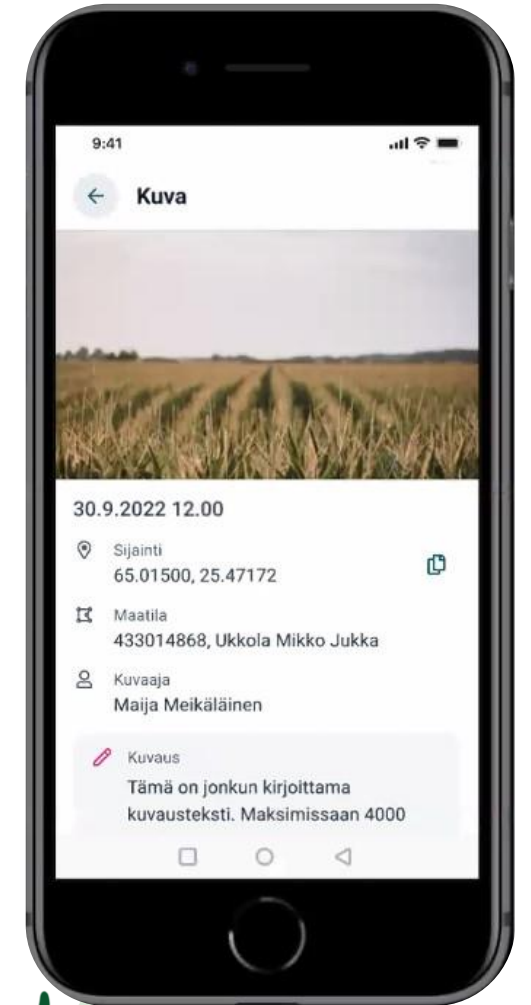 9:41
Kuva
30.9.2022 12.00
Sijainti
65.01500, 25.47172
Maatila
433014868, Ukkola Mikko Jukka
Kuvaaja
Maija Meikäläinen
Kuvaus
Tämä on jonkun kirjoittama
kuvausteksti. Maksimissaan 4000